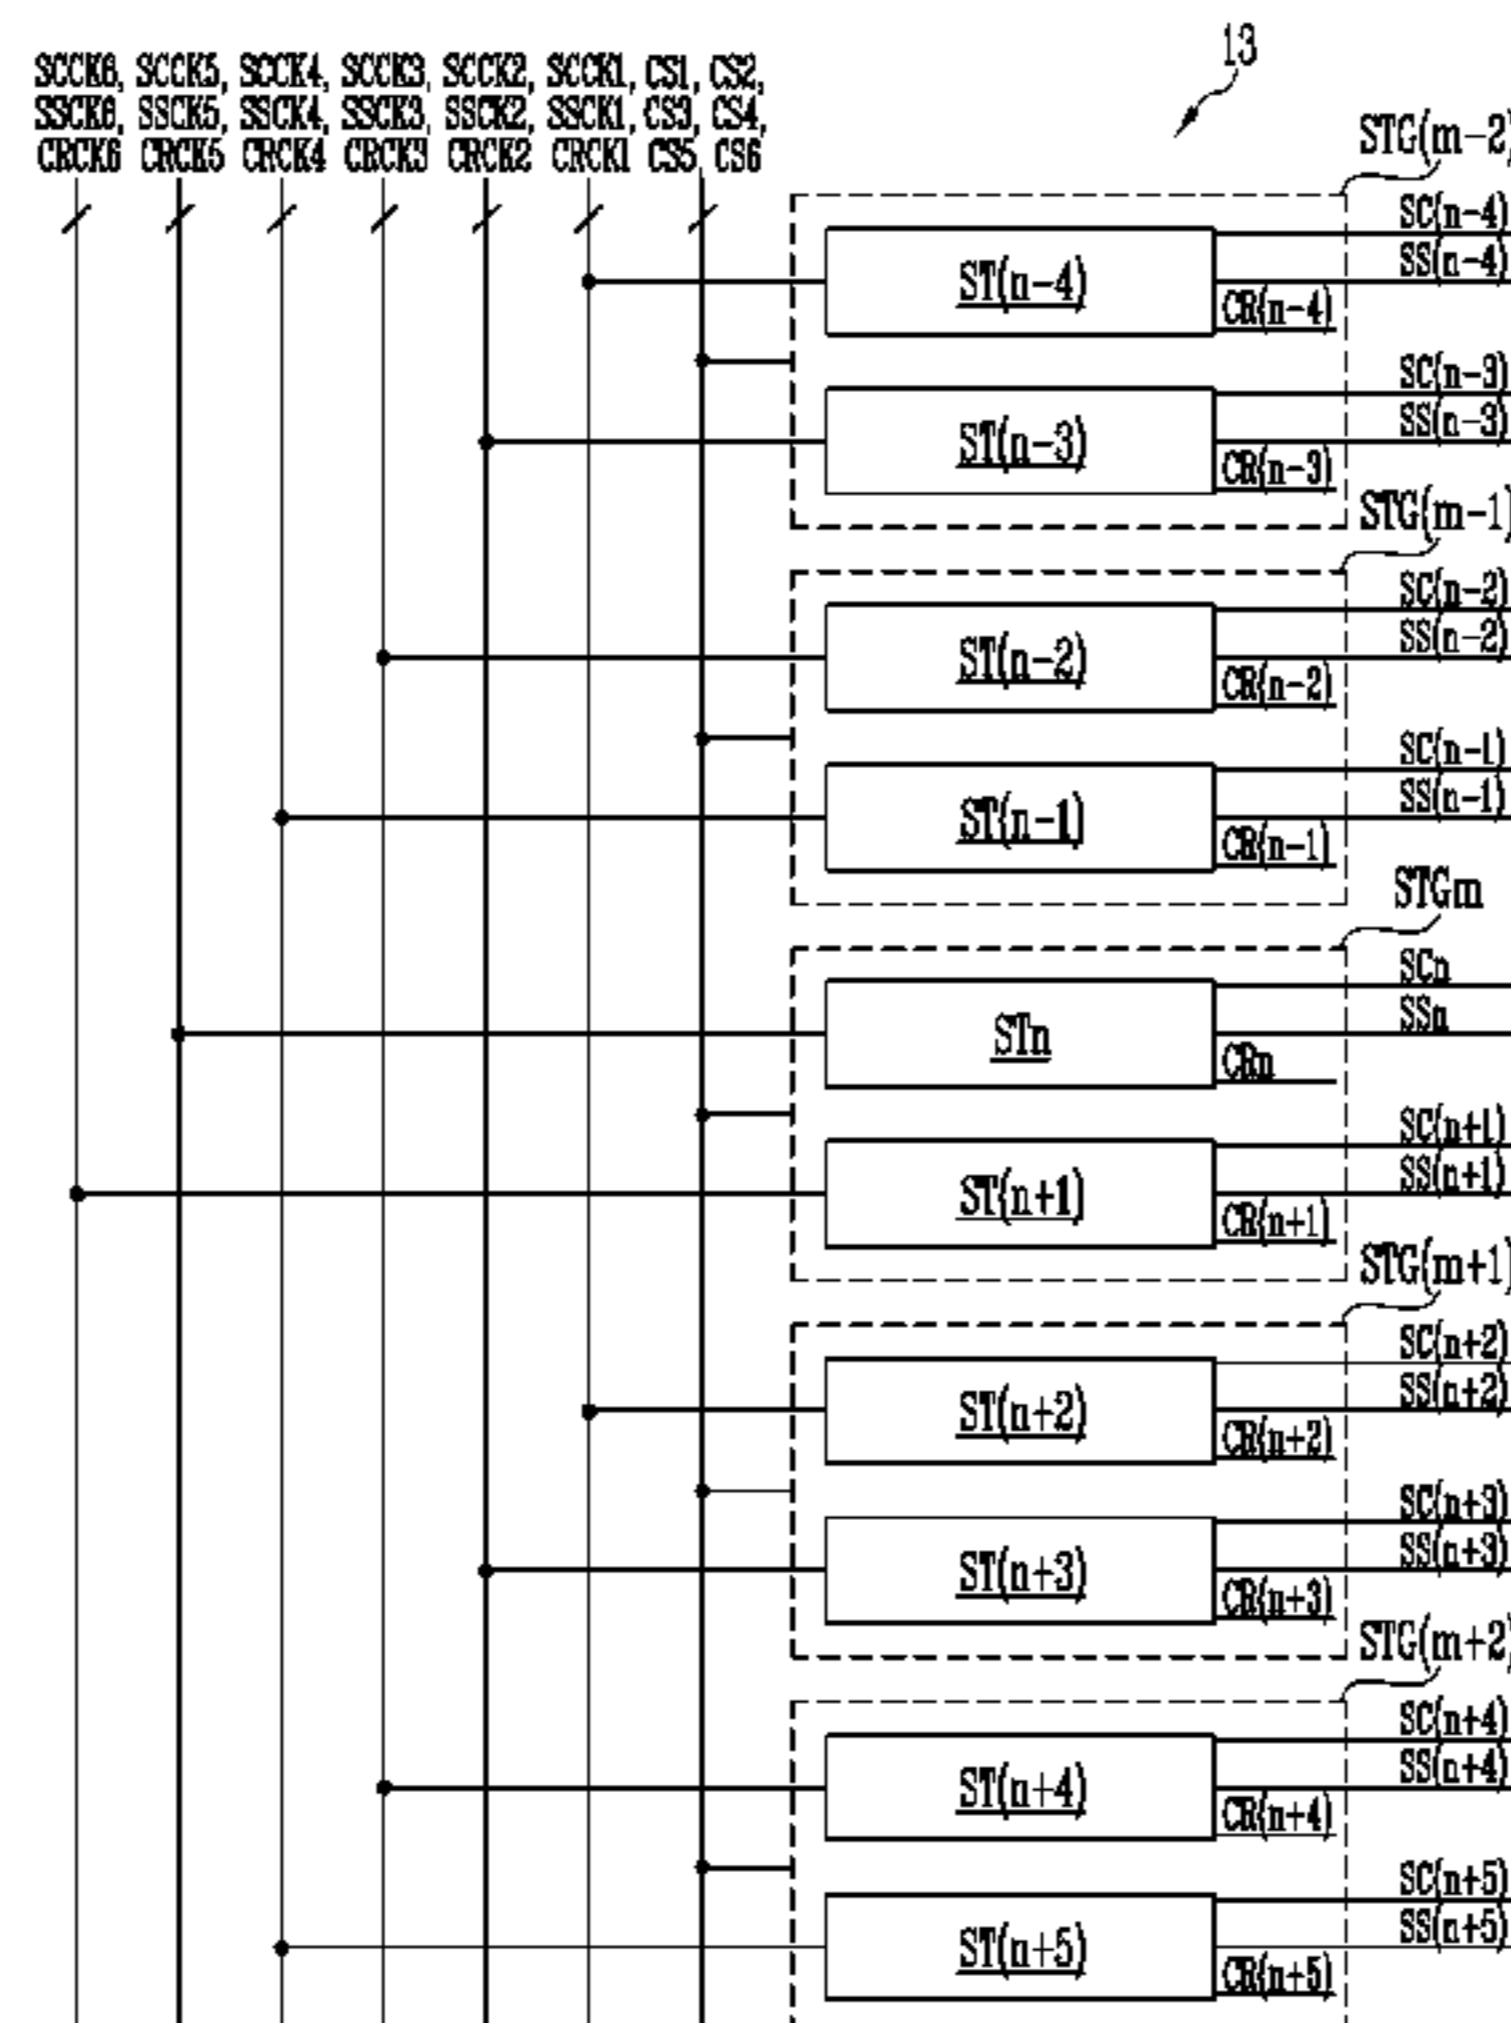 13
SCCK6, SCCK5, SCCK4, SCCK3, SCCK2, SCCK1, CS1, CS2,
SSCK6, SSCK5, SSCK4, SSCK3, SSCK2, SSCK1, CS3, CS4,
CRCK6 CRCK5 CRCK4 CRCK3 CRCK2 CRCK1 CS5, CS6
STG(m-2)
SC(n-4)
SS(n-4)
ST(n-4)
CR(n-4)
SC(n-3)
SS(n-3)
ST(n-3)
CR(n-3)
STG(m-1)
SC(n-2)
SS(n-2)
ST(n-2)
CR(n-2)
SC(n-1)
SS(n-1)
ST(n-1)
CR(n-1)
STGm
SCn
SSn
STn
CRn
SC(n+1)
SS(n+1)
ST(n+1)
CR(n+1)
STG(m+1)
SC(n+2)
SS(n+2)
ST(n+2)
CR(n+2)
SC(n+3)
SS(n+3)
ST(n+3)
CR(n+3)
STG(m+2)
SC(n+4)
SS(n+4)
ST(n+4)
CR(n+4)
SC(n+5)
SS(n+5)
ST(n+5)
CR(n+5)